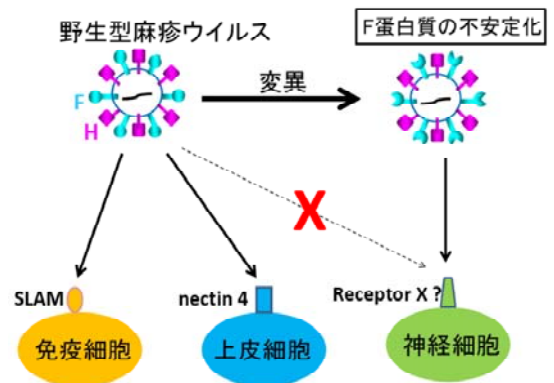 野生型麻疹ウイルス
F蛋白質の不安定化
変異
F
H
X
SLAM
nectin 4
Receptor X ?
免疫細胞
上皮細胞
神経細胞